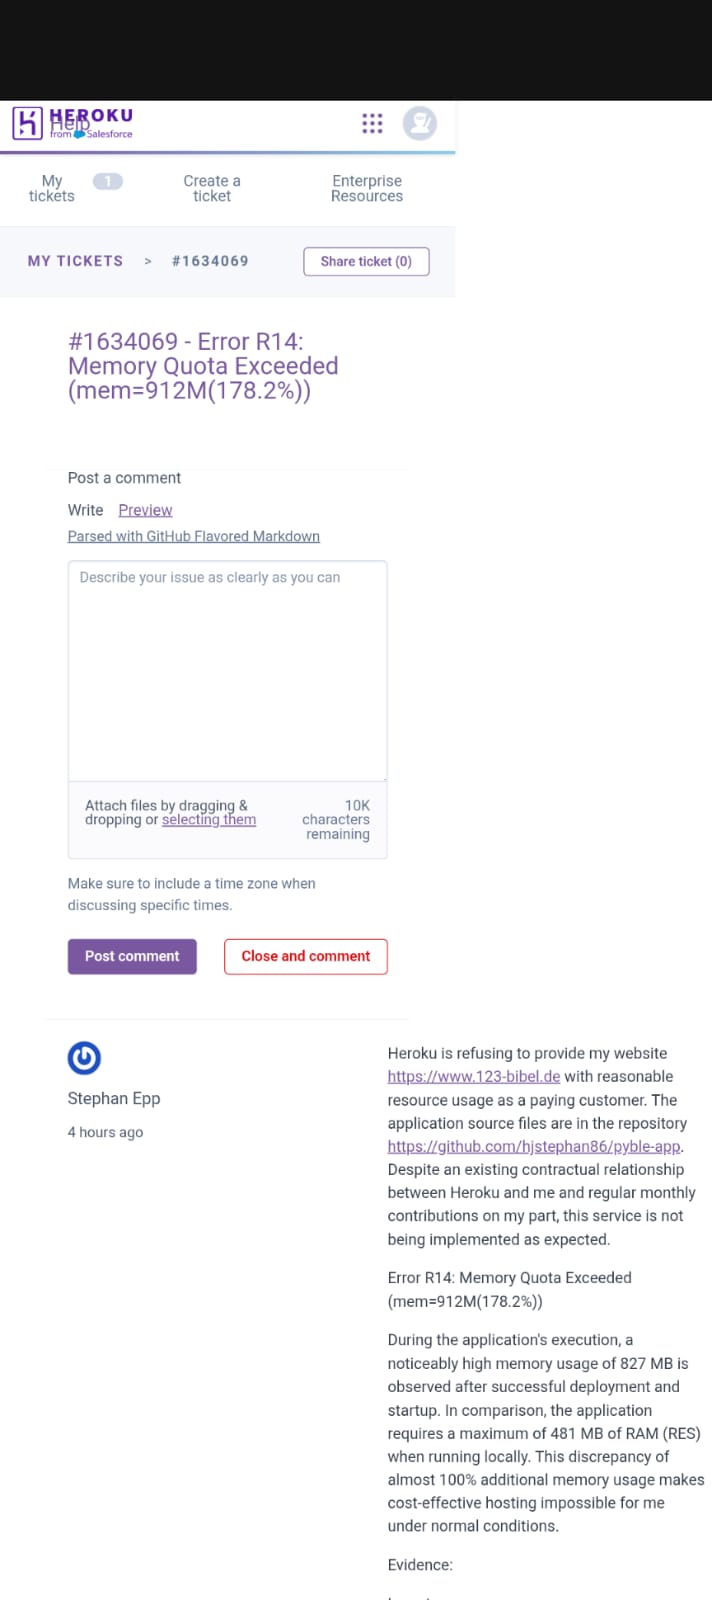 HEROKU
Help
from Salesforce
My tickets 1
Create a ticket
Enterprise Resources
MY TICKETS > #1634069
Share ticket (0)
#1634069 - Error R14:
Memory Quota Exceeded
(mem=912M(178.2%))
Post a comment
Write Preview
Parsed with GitHub Flavored Markdown
Describe your issue as clearly as you can
Attach files by dragging &
dropping or selecting them
10K
characters
remaining
Make sure to include a time zone when
discussing specific times.
Post comment
Close and comment
Stephan Epp
4 hours ago
Heroku is refusing to provide my website
https://www.123-bibel.de with reasonable
resource usage as a paying customer. The
application source files are in the repository
https://github.com/hjstephan86/pyble-app.
Despite an existing contractual relationship
between Heroku and me and regular monthly
contributions on my part, this service is not
being implemented as expected.
Error R14: Memory Quota Exceeded
(mem=912M(178.2%))
During the application's execution, a
noticeably high memory usage of 827 MB is
observed after successful deployment and
startup. In comparison, the application
requires a maximum of 481 MB of RAM (RES)
when running locally. This discrepancy of
almost 100% additional memory usage makes
cost-effective hosting impossible for me
under normal conditions.
Evidence: